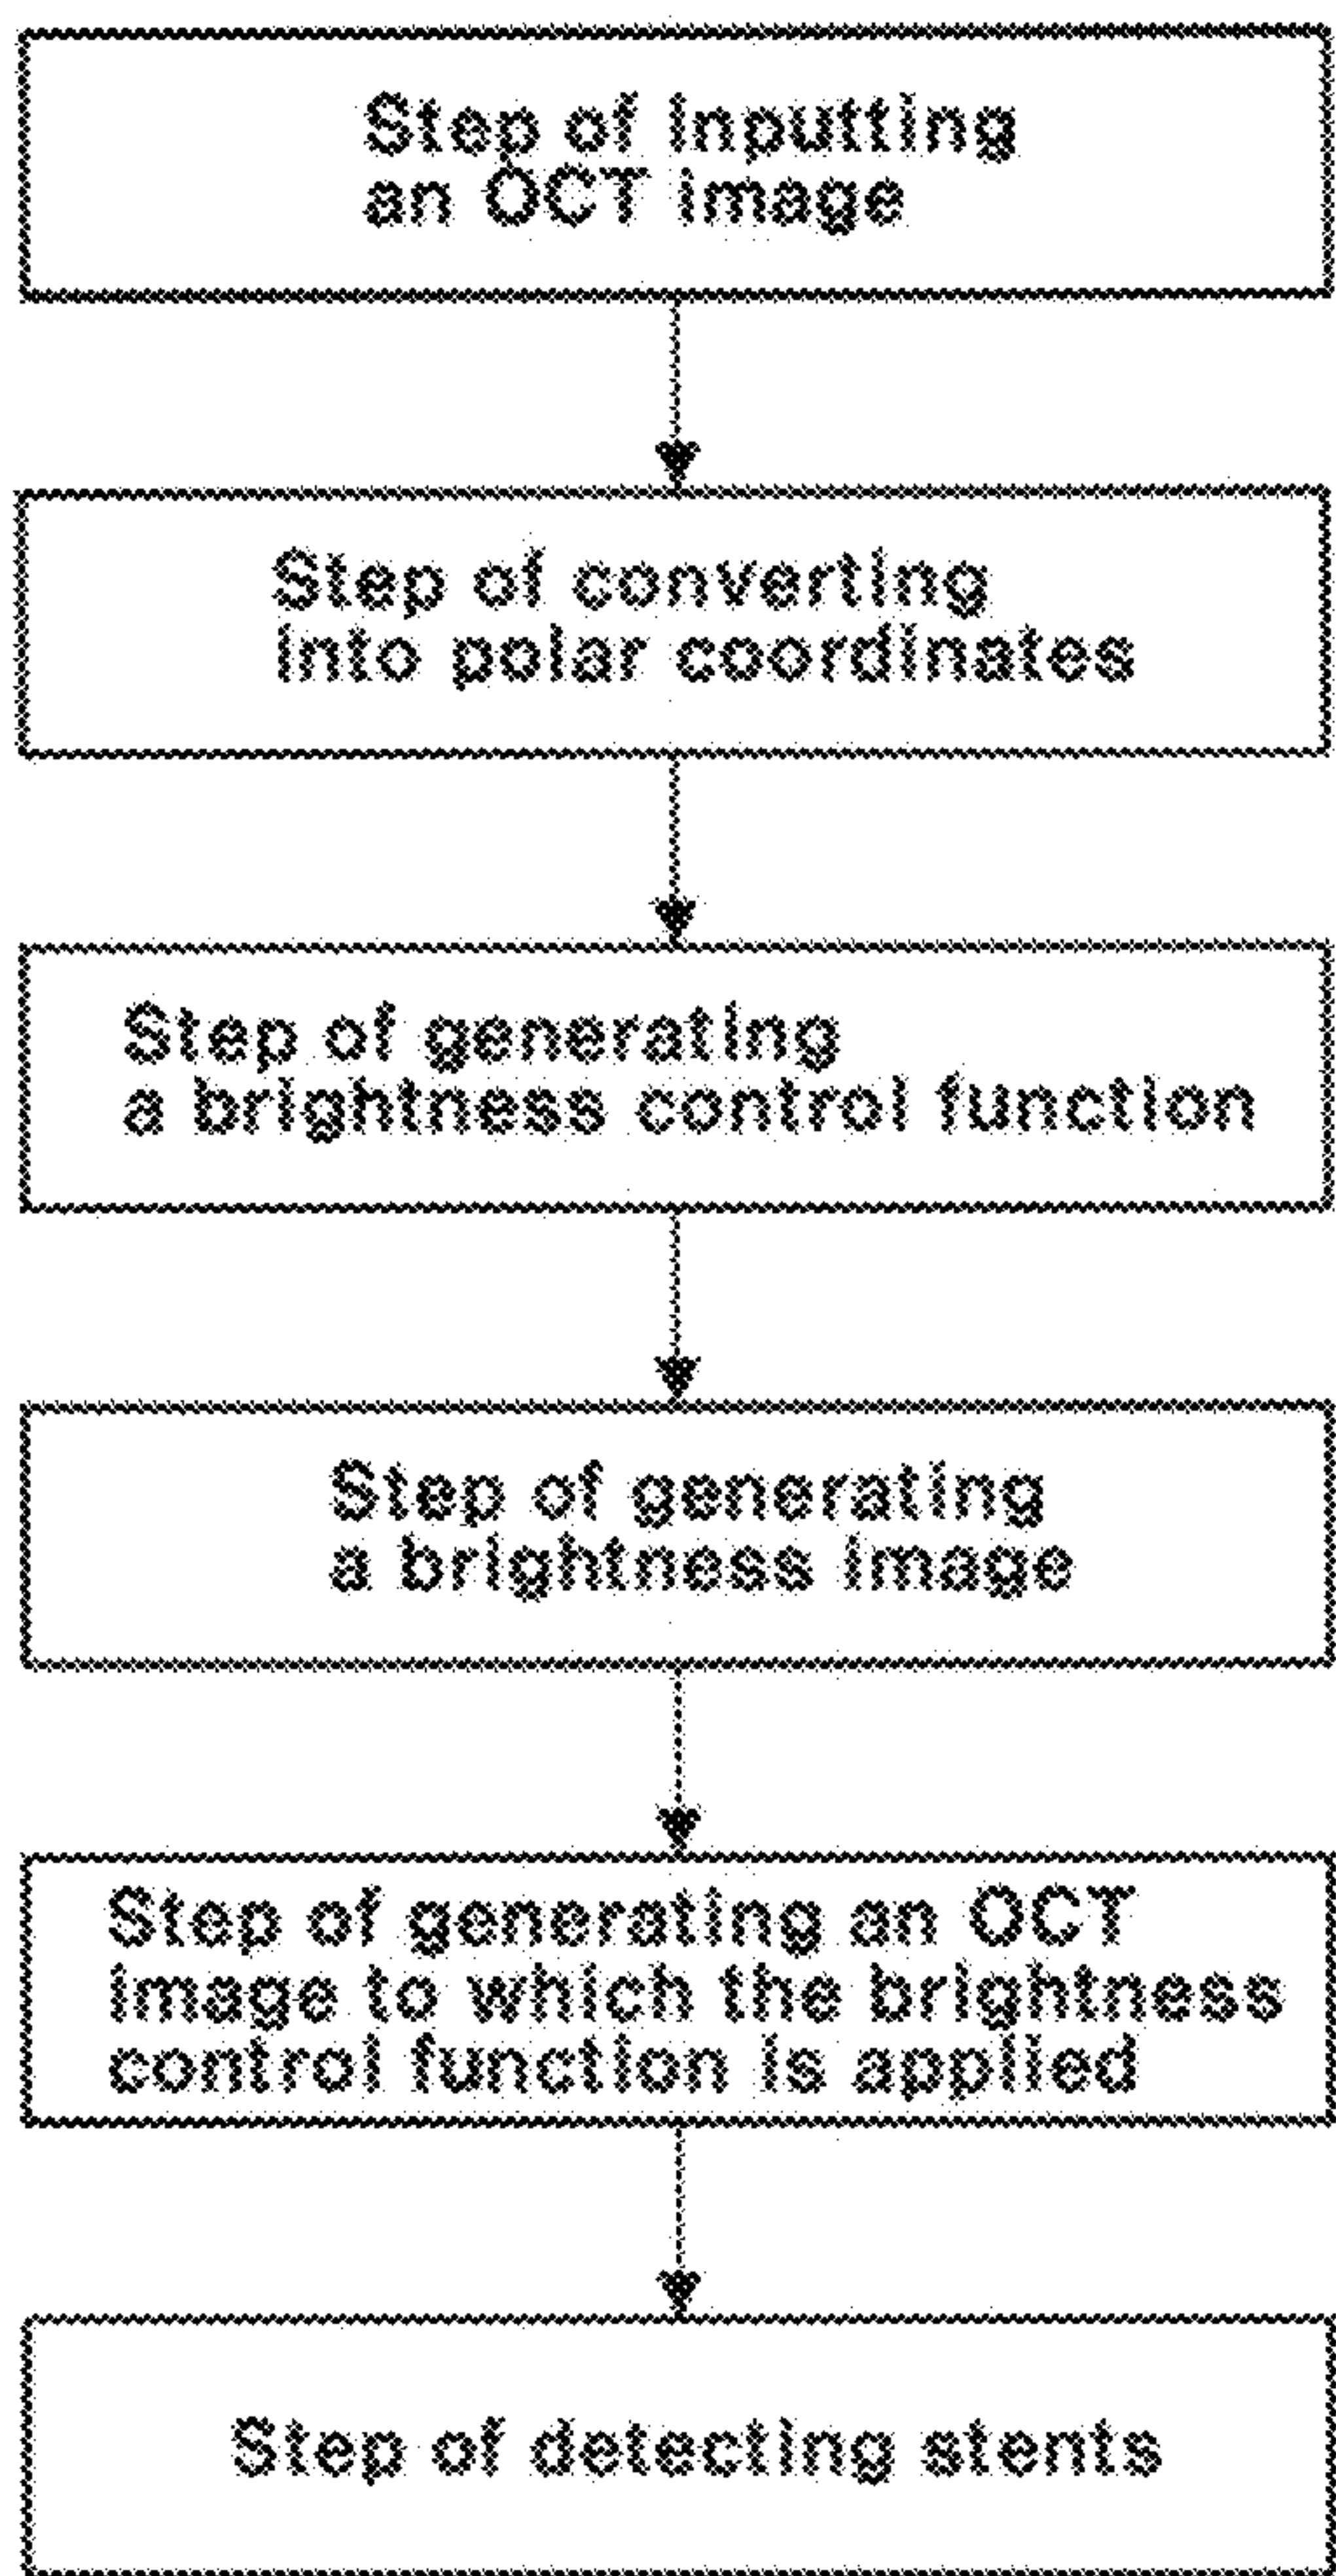 Step of inputting
an OCT image
Step of converting
into polar coordinates
Step of generating
a brightness control function
Step of generating
a brightness image
Step of generating an OCT
image to which the brightness
control function is applied
Step of detecting stents